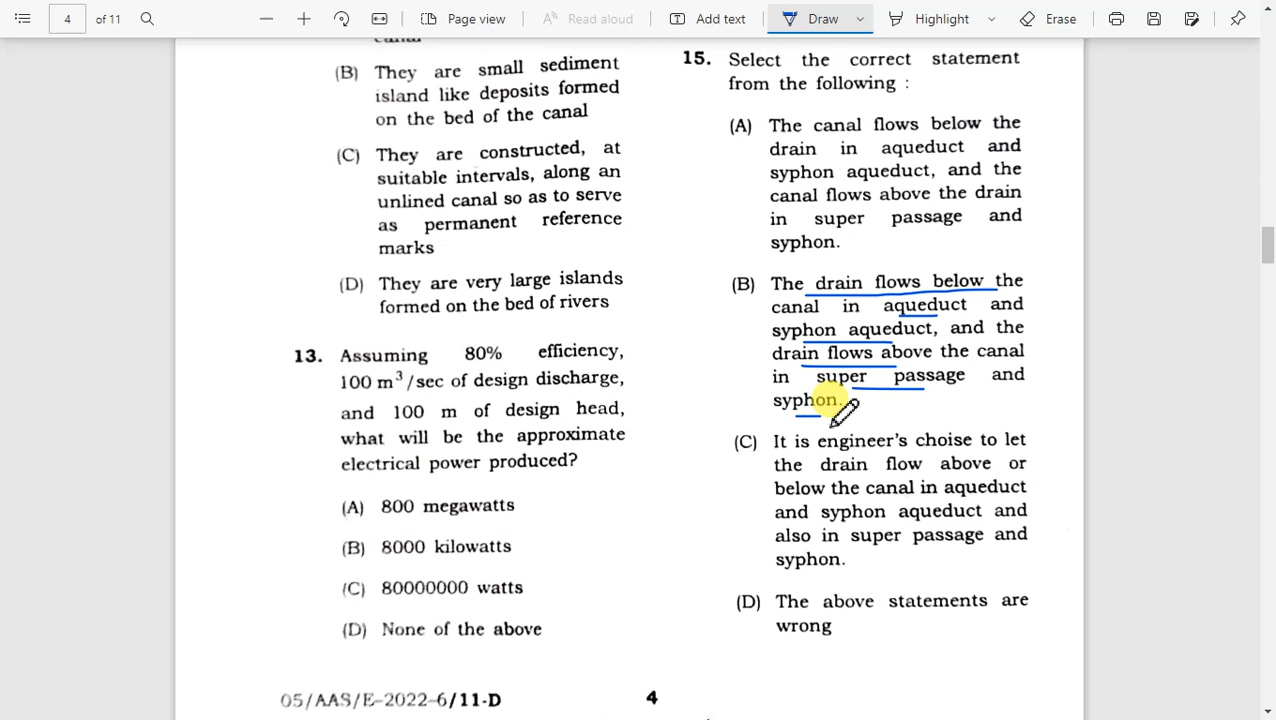 4
of 11
Page view
Read aloud
Add text
Draw
Highlight
Erase
(B) They are small sediment
island like deposits formed
on the bed of the canal
(C) They are constructed, at
suitable intervals, along an
unlined canal so as to serve
as permanent reference
marks
(D) They are very large islands
formed on the bed of rivers
13. Assuming 80% efficiency,
100 m³/sec of design discharge,
and 100 m of design head,
what will be the approximate
electrical power produced?
(A) 800 megawatts
(B) 8000 kilowatts
(C) 80000000 watts
(D) None of the above
15. Select the correct statement
from the following :
(A) The canal flows below the
drain in aqueduct and
syphon aqueduct, and the
canal flows above the drain
in super passage and
syphon.
(B) The drain flows below the
canal in aqueduct and
syphon aqueduct, and the
drain flows above the canal
in super passage and
syphon.
(C) It is engineer's choise to let
the drain flow above or
below the canal in aqueduct
and syphon aqueduct and
also in super passage and
syphon.
(D) The above statements are
wrong
05/AAS/E-2022-6/11-D
4